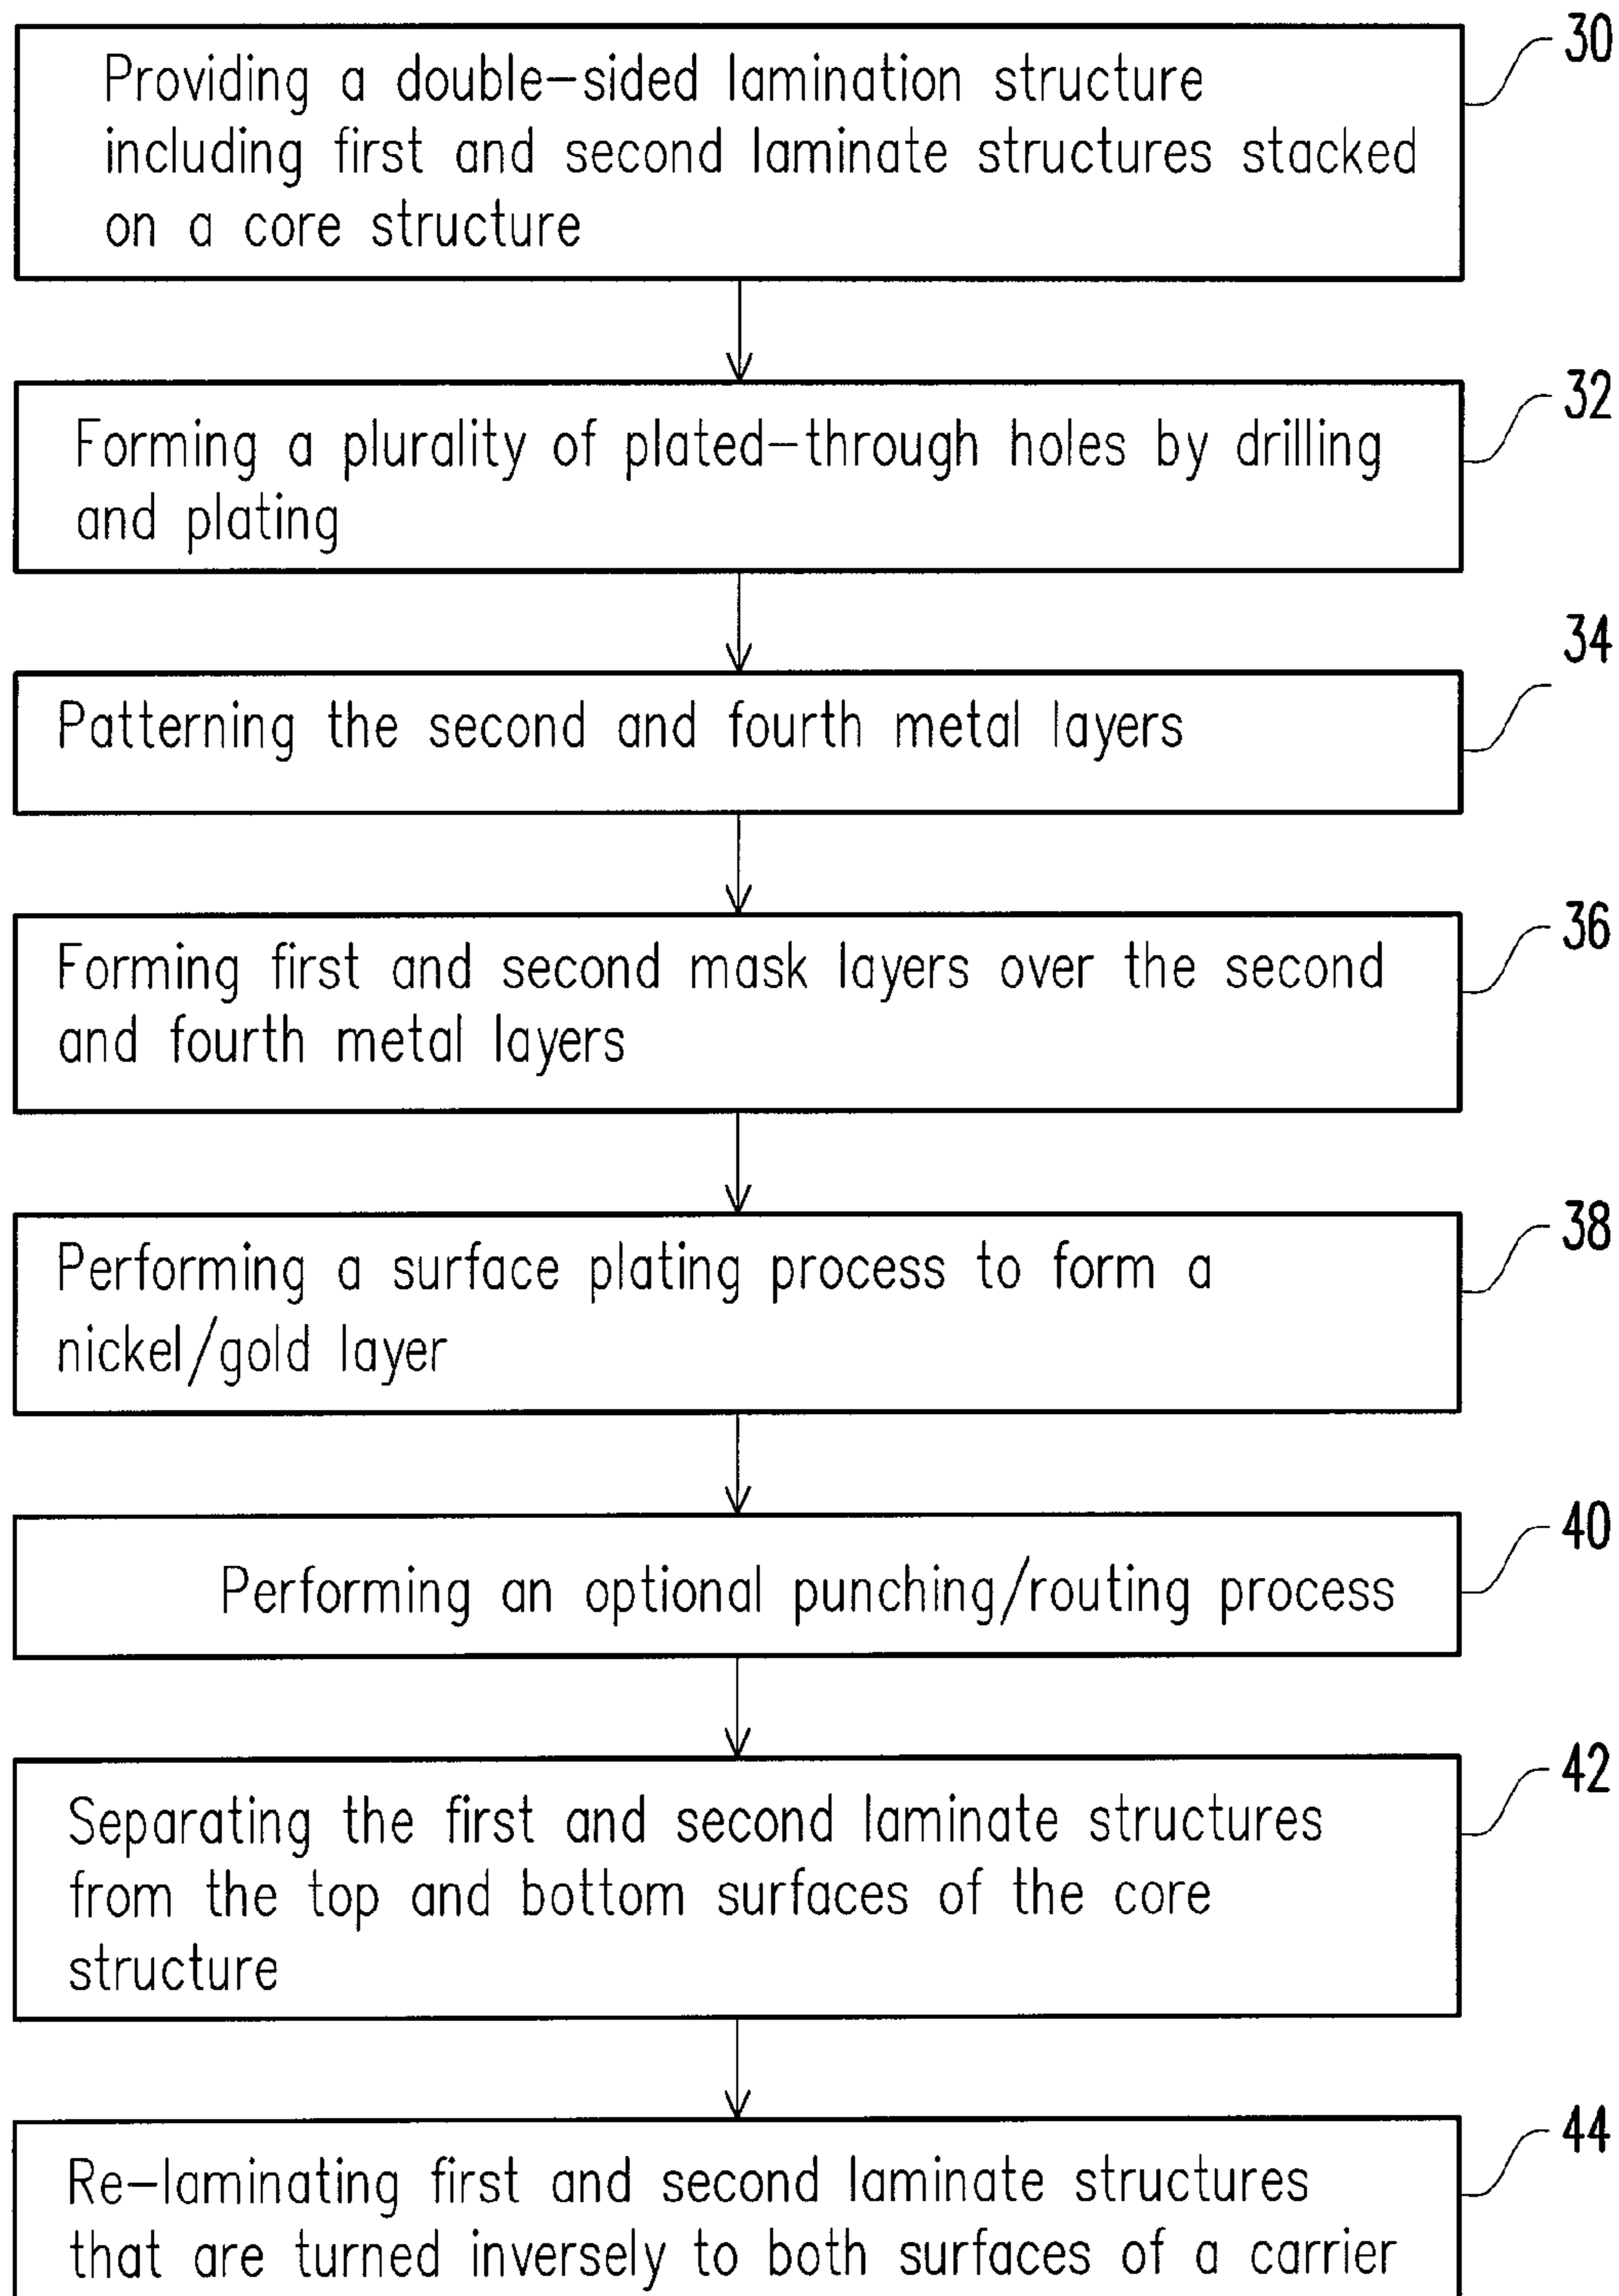 30
Providing a double-sided lamination structure
including first and second laminate structures stacked
on a core structure
32
Forming a plurality of plated-through holes by drilling
and plating
34
Patterning the second and fourth metal layers
36
Forming first and second mask layers over the second
and fourth metal layers
38
Performing a surface plating process to form a
nickel/gold layer
40
Performing an optional punching/routing process
42
Separating the first and second laminate structures
from the top and bottom surfaces of the core
structure
44
Re-laminating first and second laminate structures
that are turned inversely to both surfaces of a carrier